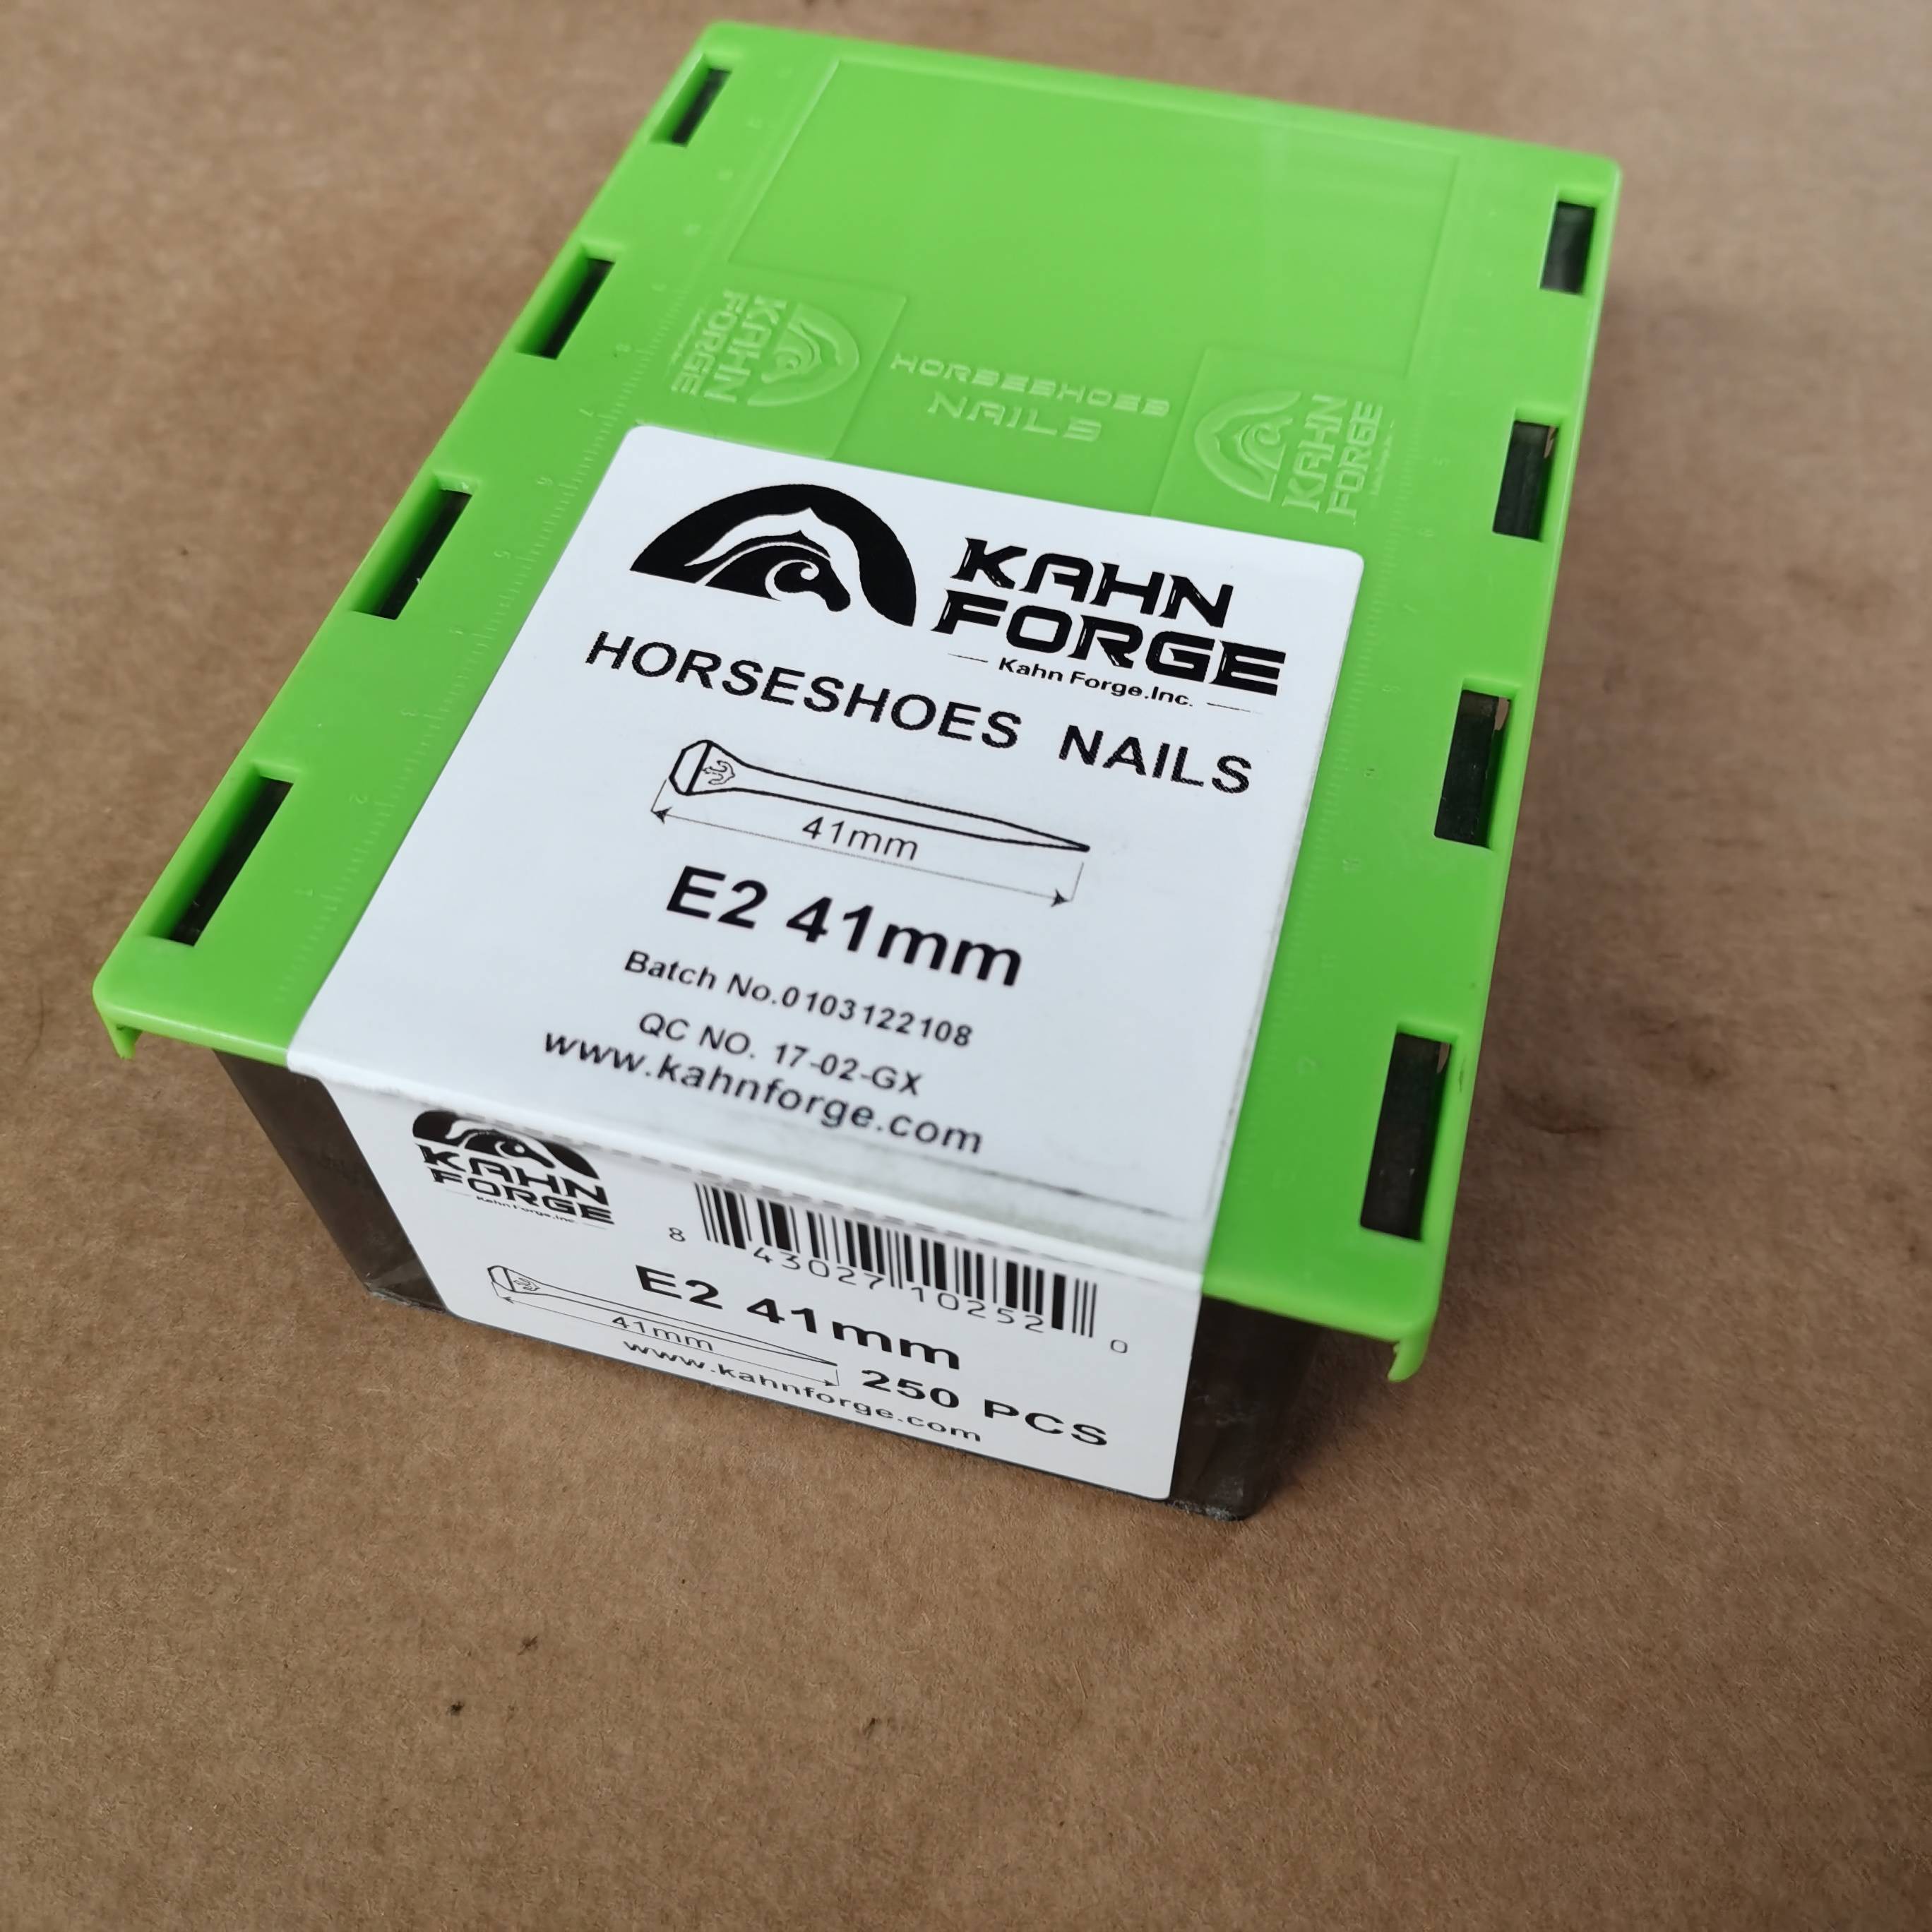 KAHN
FORGE
HORSESHOES
NAILS
KAHN
FORGE
KAHN
FORGE
Kahn Forge.Inc.
HORSESHOES NAILS
41mm
E2 41mm
Batch No.0103122108
QC NO. 17-02-GX
www.kahnforge.com
KAHN
FORGE
Kahn Forge.Inc.
8 43027 10252 0
E2 41mm
41mm
250 PCS
www.kahnforge.com